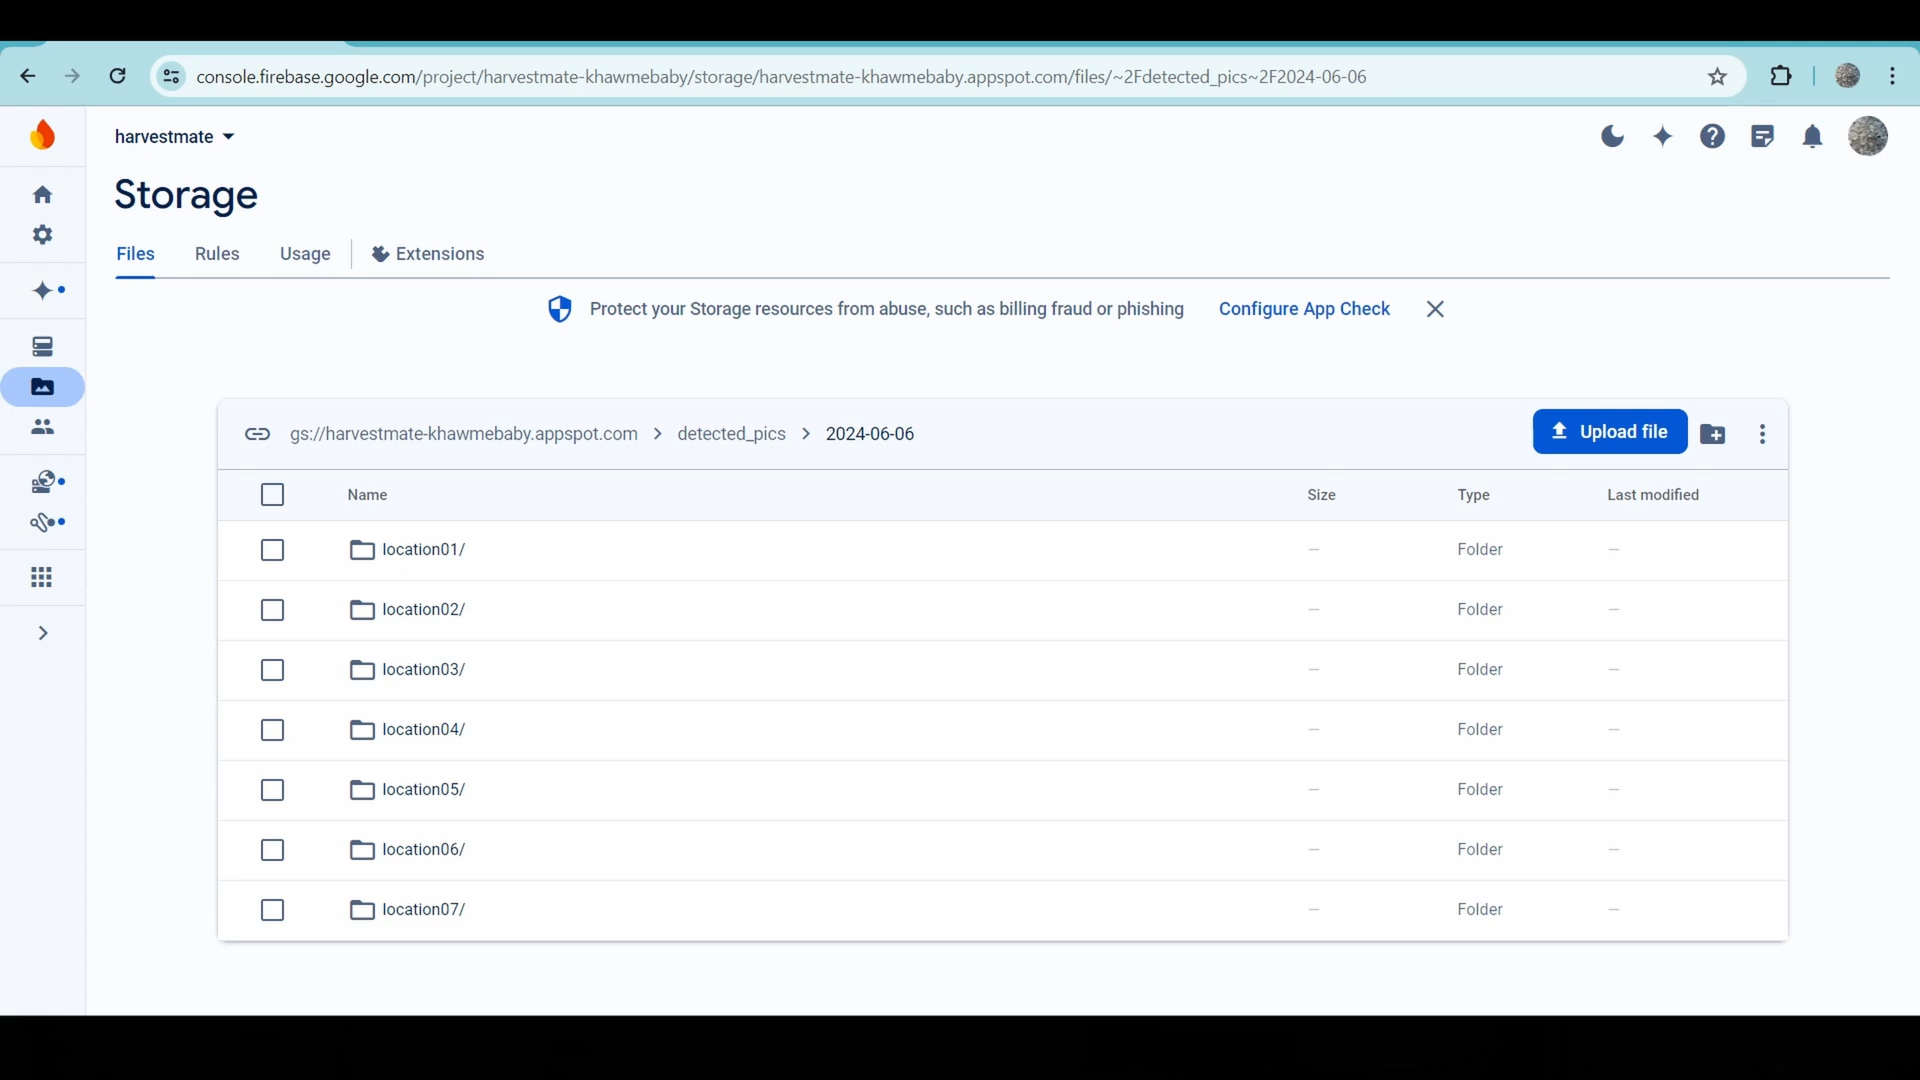 console.firebase.google.com/project/harvestmate-khawmebaby/storage/harvestmate-khawmebaby.appspot.com/files/~2Fdetected_pics~2F2024-06-06
harvestmate
Storage
Files Rules Usage Extensions
Protect your Storage resources from abuse, such as billing fraud or phishing Configure App Check
gs://harvestmate-khawmebaby.appspot.com > detected_pics > 2024-06-06 Upload file
Name Size Type Last modified
location01/ — Folder —
location02/ — Folder —
location03/ — Folder —
location04/ — Folder —
location05/ — Folder —
location06/ — Folder —
location07/ — Folder —